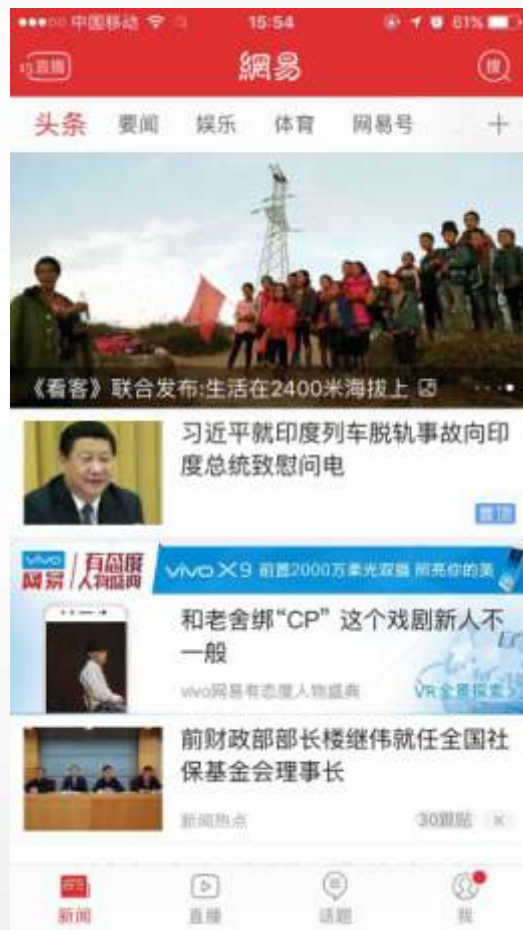 中国移动
15:54
61%
直播
網易
搜
头条 要闻 娱乐 体育 网易号
《看客》联合发布:生活在2400米海拔上
习近平就印度列车脱轨事故向印
度总统致慰问电
置顶
vivo
网易
有态度
人物盛典
vivo X9 前置2000万柔光双摄 照亮你的美
和老舍绑“CP” 这个戏剧新人不
一般
vivo网易有态度人物盛典
VR全景探索>
前财政部部长楼继伟就任全国社
保基金会理事长
新闻热点
30跟贴
新闻
直播
话题
我